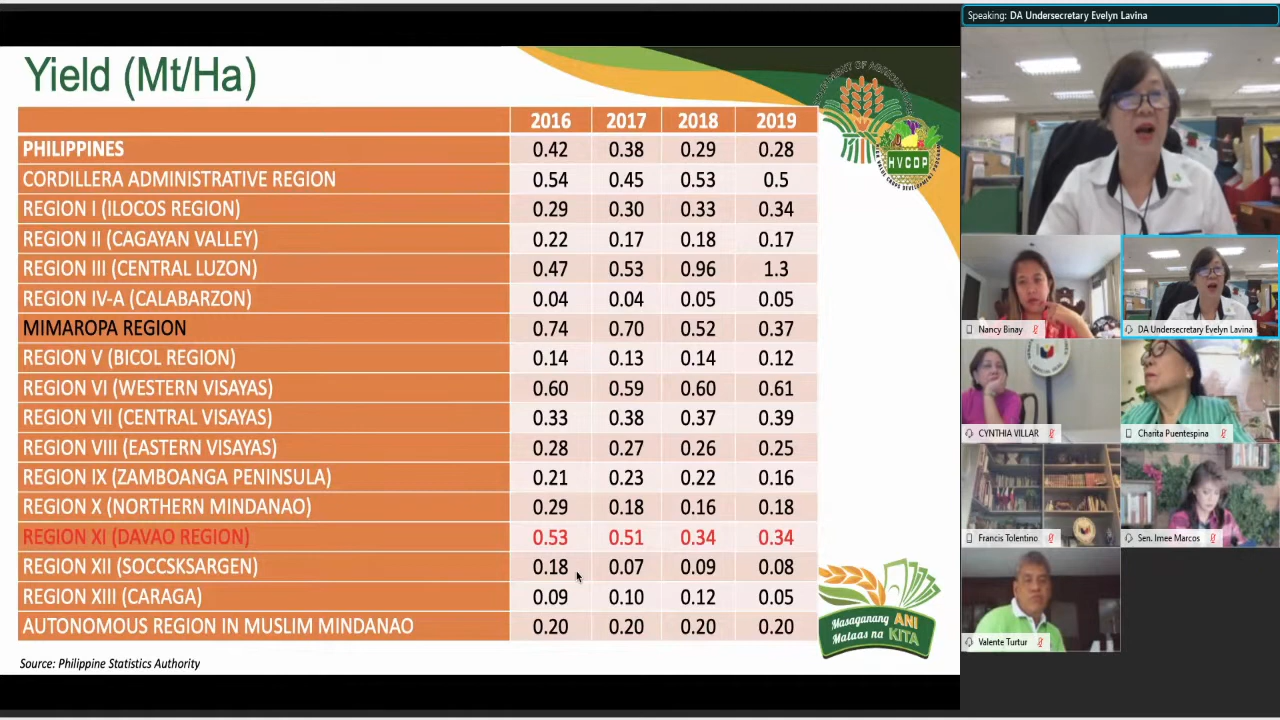 Speaking: DA Undersecretary Evelyn Lavina
Yield (Mt/Ha)
2016 2017 2018 2019
PHILIPPINES 0.42 0.38 0.29 0.28
CORDILLERA ADMINISTRATIVE REGION 0.54 0.45 0.53 0.5
REGION I (ILOCOS REGION) 0.29 0.30 0.33 0.34
REGION II (CAGAYAN VALLEY) 0.22 0.17 0.18 0.17
REGION III (CENTRAL LUZON) 0.47 0.53 0.96 1.3
REGION IV-A (CALABARZON) 0.04 0.04 0.05 0.05
MIMAROPA REGION 0.74 0.70 0.52 0.37
REGION V (BICOL REGION) 0.14 0.13 0.14 0.12
REGION VI (WESTERN VISAYAS) 0.60 0.59 0.60 0.61
REGION VII (CENTRAL VISAYAS) 0.33 0.38 0.37 0.39
REGION VIII (EASTERN VISAYAS) 0.28 0.27 0.26 0.25
REGION IX (ZAMBOANGA PENINSULA) 0.21 0.23 0.22 0.16
REGION X (NORTHERN MINDANAO) 0.29 0.18 0.16 0.18
REGION XI (DAVAO REGION) 0.53 0.51 0.34 0.34
REGION XII (SOCCSKSARGEN) 0.18 0.07 0.09 0.08
REGION XIII (CARAGA) 0.09 0.10 0.12 0.05
AUTONOMOUS REGION IN MUSLIM MINDANAO 0.20 0.20 0.20 0.20
Source: Philippine Statistics Authority
HVCDP
Masaganang ANI
Mataas na KITA
Nancy Binay
DA Undersecretary Evelyn Lavina
CYNTHIA VILLAR
Charita Puentespina
Francis Tolentino
Sen. Imee Marcos
Valente Turtur